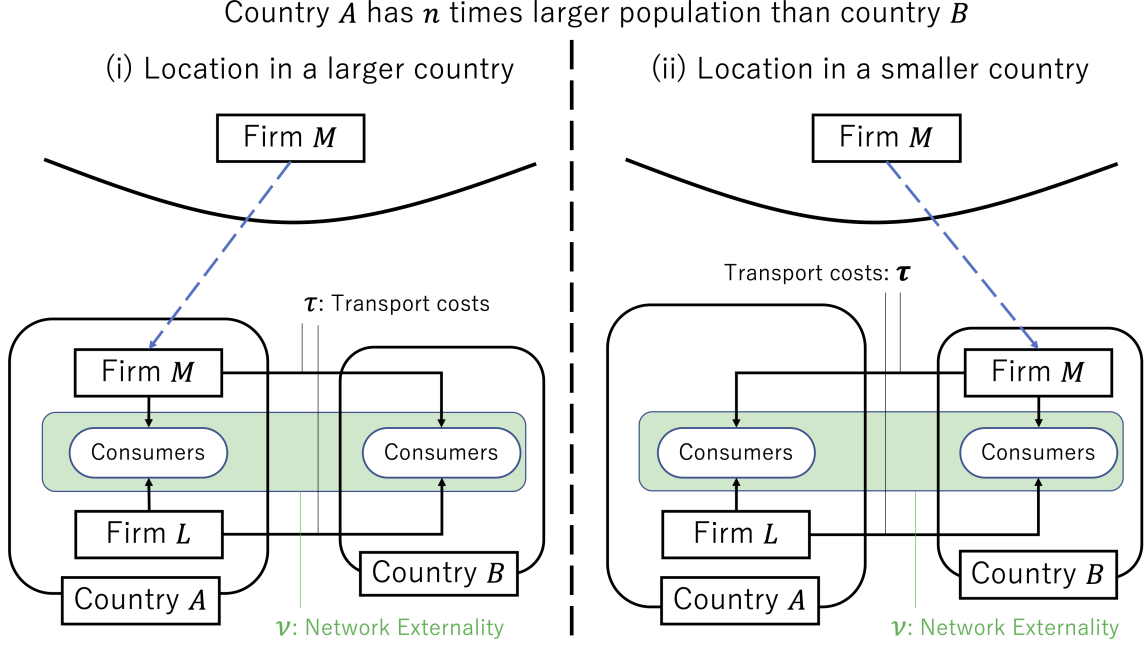 Country A has n times larger population than country B
(i) Location in a larger country
Firm M
τ: Transport costs
Firm M
Consumers
Consumers
Firm L
Country B
Country A
ν: Network Externality
(ii) Location in a smaller country
Firm M
Transport costs: τ
Firm M
Consumers
Consumers
Firm L
Country B
Country A
ν: Network Externality